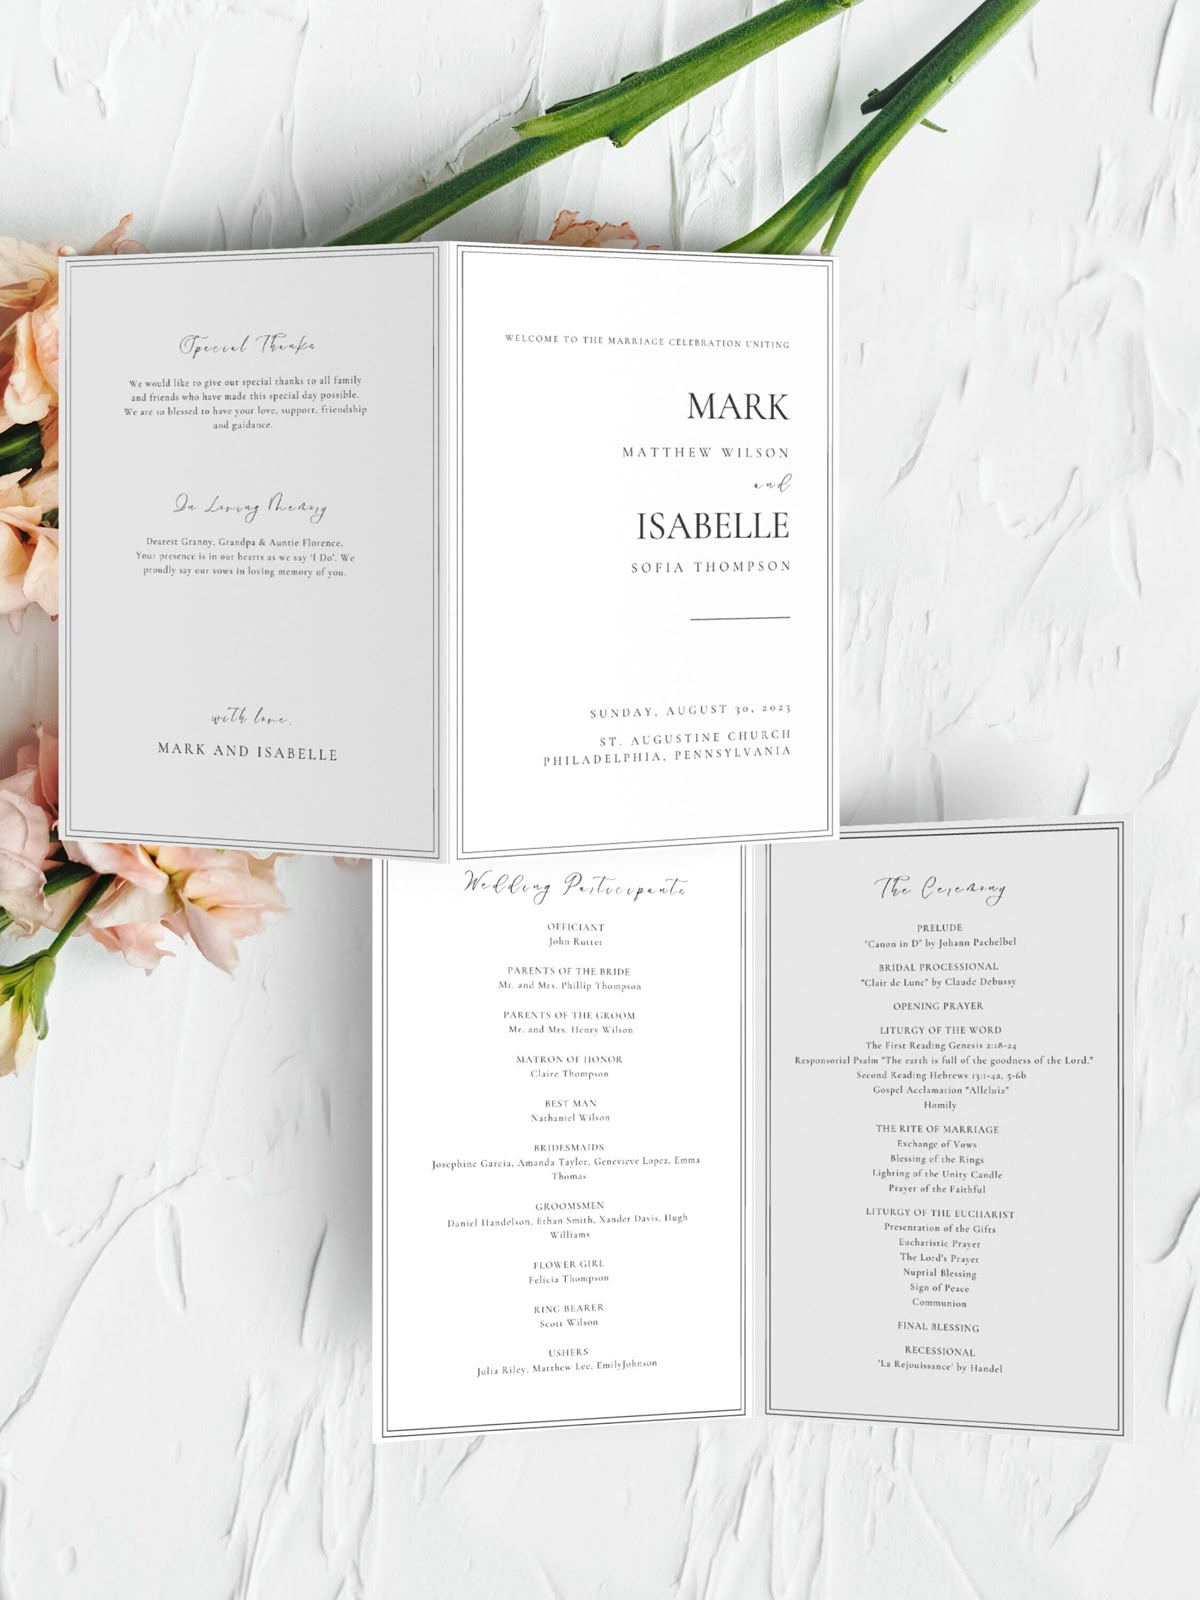 Special Thanks
We would like to give our special thanks to all family
and friends who have made this special day possible.
We are so blessed to have your love, support, friendship
and guidance.
In Loving Memory
Dearest Granny, Grandpa & Auntie Florence,
Your presence is in our hearts as we say 'I Do'. We
proudly say our vows in loving memory of you.
with love,
MARK AND ISABELLE
WELCOME TO THE MARRIAGE CELEBRATION UNITING
MARK
MATTHEW WILSON
and
ISABELLE
SOFIA THOMPSON
SUNDAY, AUGUST 30, 2023
ST. AUGUSTINE CHURCH
PHILADELPHIA, PENNSYLVANIA
Wedding Participants
OFFICIANT
John Rutter
PARENTS OF THE BRIDE
Mr. and Mrs. Phillip Thompson
PARENTS OF THE GROOM
Mr. and Mrs. Henry Wilson
MATRON OF HONOR
Claire Thompson
BEST MAN
Nathaniel Wilson
BRIDESMAIDS
Josephine Garcia, Amanda Taylor, Genevieve Lopez, Emma
Thomas
GROOMSMEN
Daniel Handelson, Ethan Smith, Xander Davis, Hugh
Williams
FLOWER GIRL
Felicia Thompson
RING BEARER
Scott Wilson
USHERS
Julia Riley, Matthew Lee, EmilyJohnson
The Ceremony
PRELUDE
"Canon in D" by Johann Pachelbel
BRIDAL PROCESSIONAL
"Clair de Lune" by Claude Debussy
OPENING PRAYER
LITURGY OF THE WORD
The First Reading Genesis 2:18-24
Responsorial Psalm "The earth is full of the goodness of the Lord."
Second Reading Hebrews 13:1-4a, 5-6b
Gospel Acclamation "Alleluia"
Homily
THE RITE OF MARRIAGE
Exchange of Vows
Blessing of the Rings
Lighting of the Unity Candle
Prayer of the Faithful
LITURGY OF THE EUCHARIST
Presentation of the Gifts
Eucharistic Prayer
The Lord's Prayer
Nuptial Blessing
Sign of Peace
Communion
FINAL BLESSING
RECESSIONAL
'La Rejouissance' by Handel